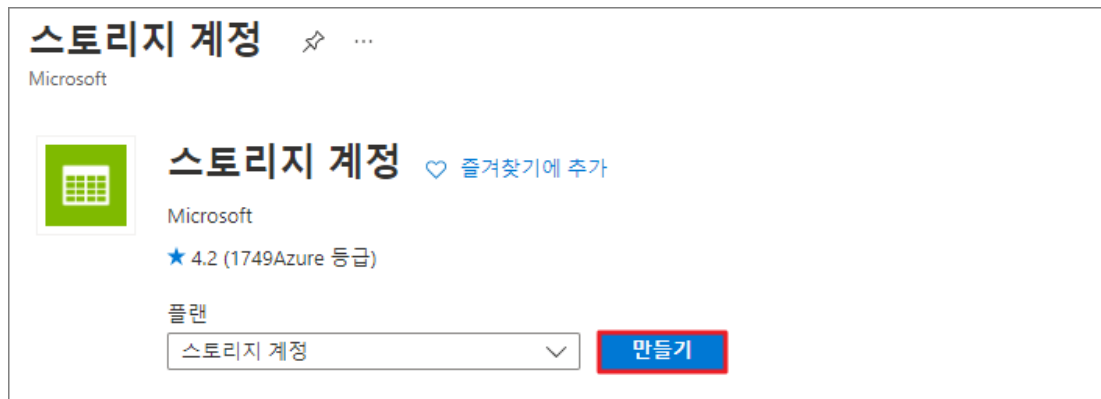 스토리지 계정
Microsoft
스토리지 계정 즐겨찾기에 추가
Microsoft
4.2 (1749Azure 등급)
플랜
스토리지 계정 만들기